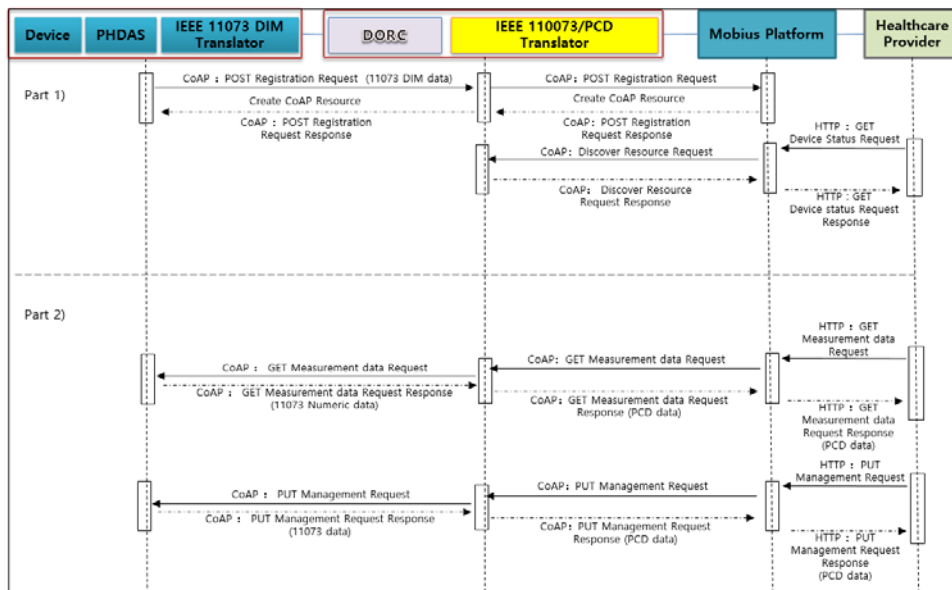 Device
PHDAS
IEEE 11073 DIM
Translator
DORC
IEEE 110073/PCD
Translator
Mobius Platform
Healthcare
Provider
Part 1)
CoAP : POST Registration Request (11073 DIM data)
Create CoAP Resource
CoAP : POST Registration
Request Response
CoAP: POST Registration Request
Create CoAP Resource
CoAP: POST Registration
Request Response
HTTP : GET
Device Status Request
CoAP: Discover Resource Request
CoAP: Discover Resource
Request Response
HTTP : GET
Device status Request
Response
Part 2)
HTTP : GET
Measurement data
Request
CoAP: GET Measurement data Request
CoAP : GET Measurement data Request
CoAP : GET Measurement data Request Response
(11073 Numeric data)
CoAP: GET Measurement data Request
Response (PCD data)
HTTP : GET
Measurement data
Request Response
(PCD data)
HTTP : PUT
Management Request
CoAP: PUT Management Request
CoAP : PUT Management Request
CoAP : PUT Management Request Response
(11073 data)
CoAP: PUT Management Request
Response (PCD data)
HTTP : PUT
Management Request
Response
(PCD data)